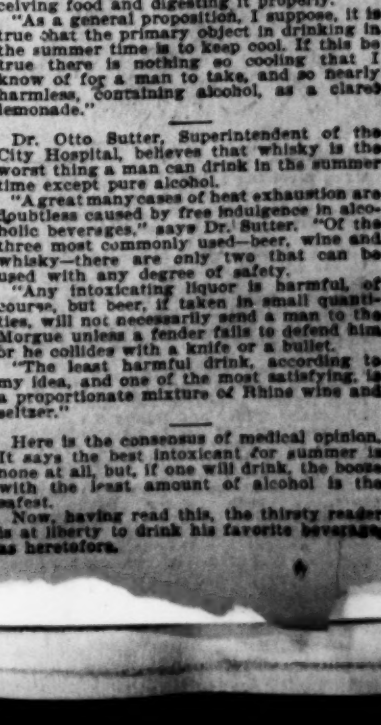 ceiving food and digesting it properly.
"As a general proposition, I suppose, it is
true that the primary object in drinking in
the summer time is to keep cool. If this be
true there is nothing so cooling that I
know of for a man to take, and so nearly
harmless, containing alcohol, as a claret
lemonade."
Dr. Otto Sutter, Superintendent of the
City Hospital, believes that whisky is the
worst thing a man can drink in the summer
time except pure alcohol.
"A great many cases of heat exhaustion are
doubtless caused by free indulgence in alco-
holic beverages," says Dr. Sutter. "Of the
three most commonly used—beer, wine and
whisky—there are only two that can be
used with any degree of safety.
"Any intoxicating liquor is harmful, of
course, but beer, if taken in small quanti-
ties, will not necessarily send a man to the
Morgue unless a fender fails to defend him
or he collides with a knife or a bullet.
"The least harmful drink, according to
my idea, and one of the most satisfying, is
a proportionate mixture of Rhine wine and
seltzer."
Here is the consensus of medical opinion.
It says the best intoxicant for summer is
none at all, but, if one will drink, the booze
with the least amount of alcohol is the
safest.
Now, having read this, the thirsty reader
is at liberty to drink his favorite beverage
as heretofore.